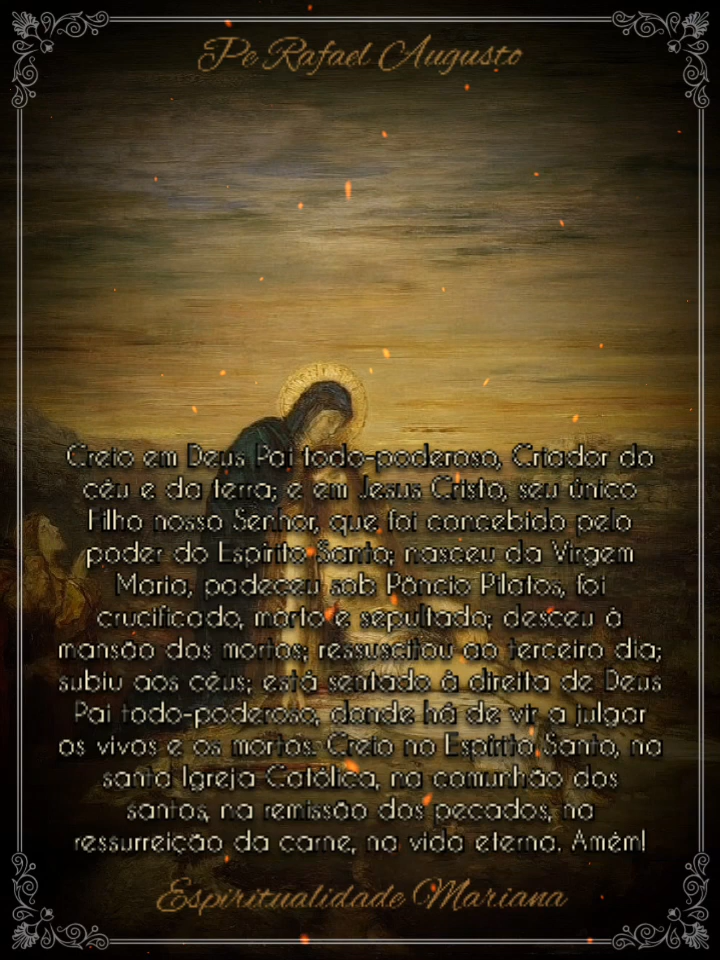 Pe Rafael Augusto
Creio em Deus Pai todo-poderoso, Criador do
céu e da terra; e em Jesus Cristo, seu único
Filho nosso Senhor, que foi concebido pelo
poder do Espírito Santo; nasceu da Virgem
Maria, padeceu sob Pôncio Pilatos, foi
crucificado, morto e sepultado; desceu à
mansão dos mortos; ressuscitou ao terceiro dia;
subiu aos céus; está sentado à direita de Deus
Pai todo-poderoso, donde há de vir a julgar
os vivos e os mortos. Creio no Espírito Santo, na
santa Igreja Católica, na comunhão dos
santos, na remissão dos pecados, na
ressurreição da carne, na vida eterna. Amém!
Espiritualidade Mariana